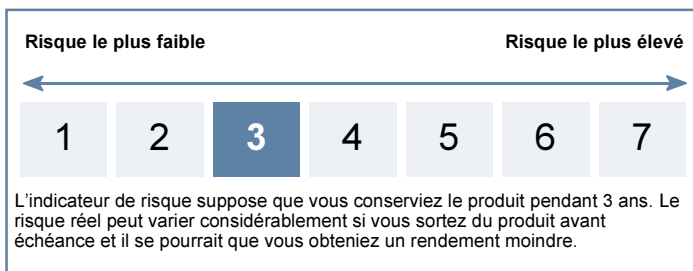 Risque le plus faible Risque le plus élevé
1 2 3 4 5 6 7
L'indicateur de risque suppose que vous conserviez le produit pendant 3 ans. Le
risque réel peut varier considérablement si vous sortez du produit avant
échéance et il se pourrait que vous obteniez un rendement moindre.